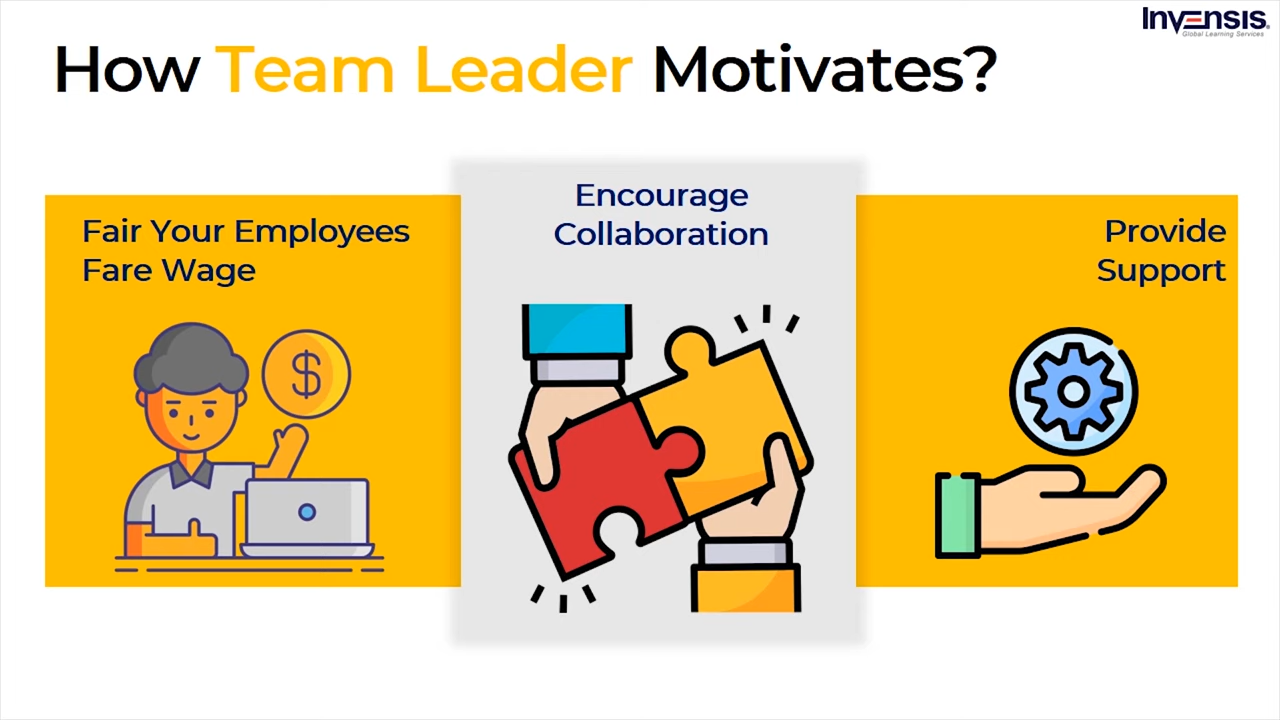 Invensis
Global Learning Services
How Team Leader Motivates?
Fair Your Employees
Fare Wage
Encourage
Collaboration
Provide
Support
$